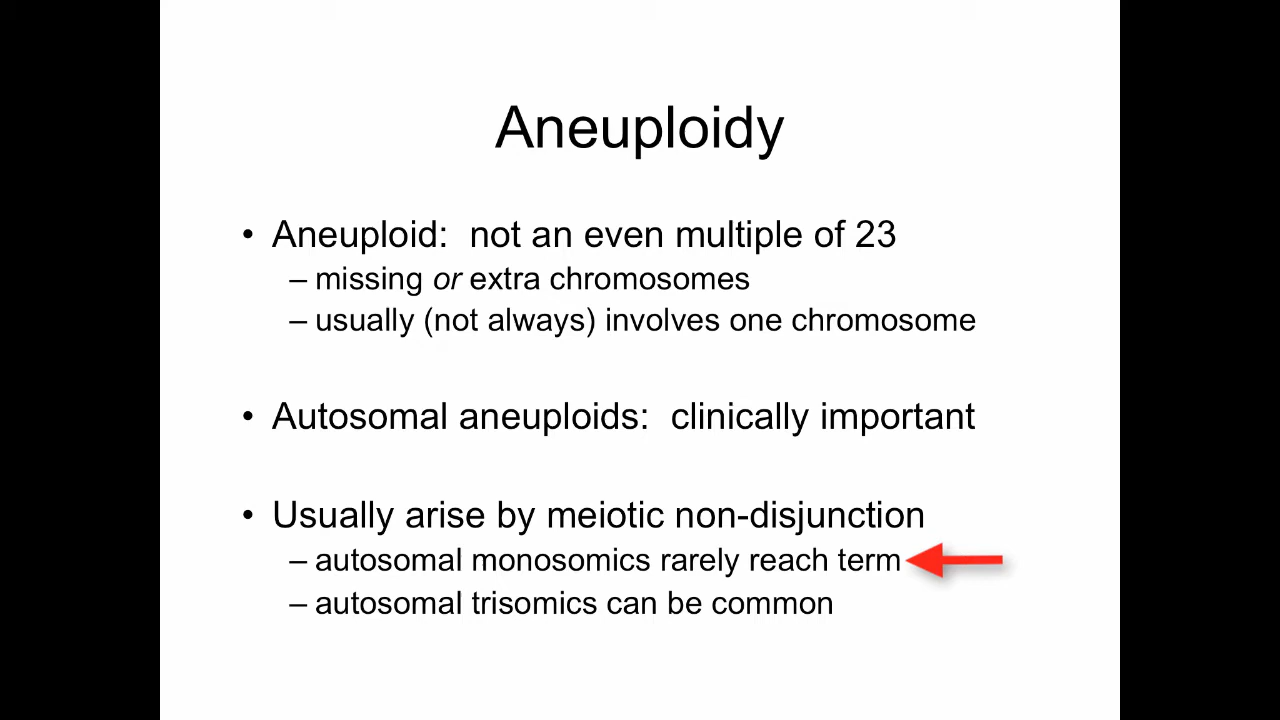 Aneuploidy
• Aneuploid:  not an even multiple of 23
– missing or extra chromosomes
– usually (not always) involves one chromosome
• Autosomal aneuploids:  clinically important
• Usually arise by meiotic non-disjunction
– autosomal monosomics rarely reach term
– autosomal trisomics can be common